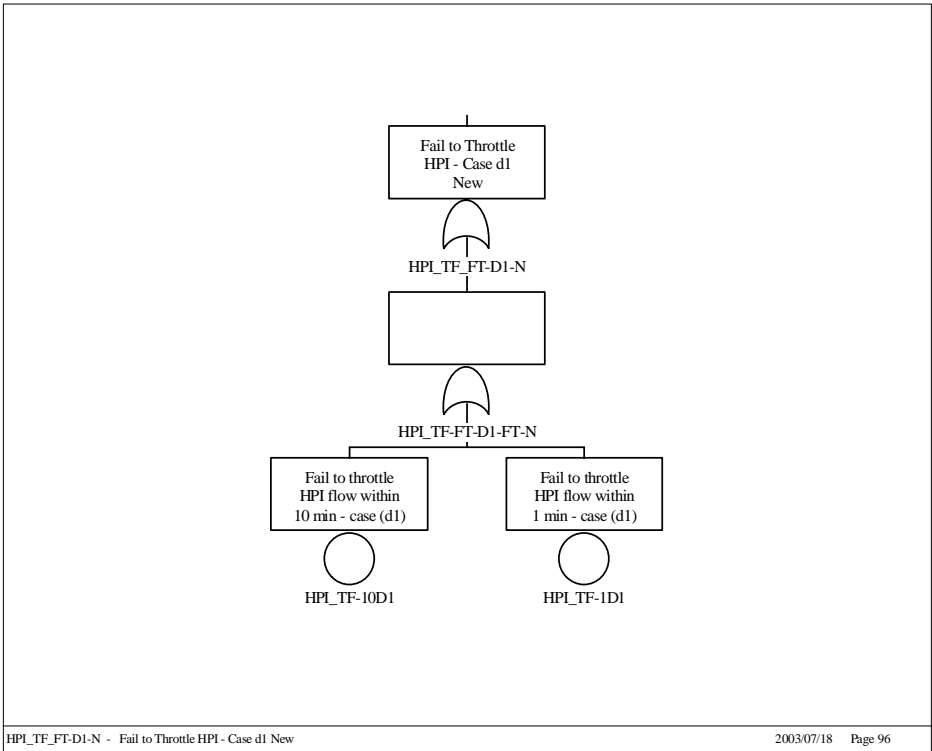 Fail to Throttle
HPI - Case d1
New
HPI_TF_FT-D1-N
HPI_TF-FT-D1-FT-N
Fail to throttle
HPI flow within
10 min - case (d1)
HPI_TF-10D1
Fail to throttle
HPI flow within
1 min - case (d1)
HPI_TF-1D1
HPI_TF_FT-D1-N - Fail to Throttle HPI - Case d1 New 2003/07/18 Page 96